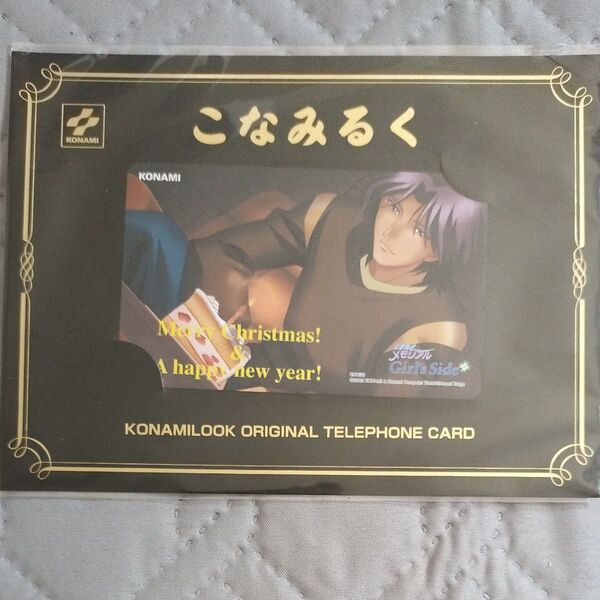 KONAMI
こなみるく
KONAMI
Merry Christmas!
&
A happy new year!
メモリアル
Girl's Side
KONAMILOOK ORIGINAL TELEPHONE CARD